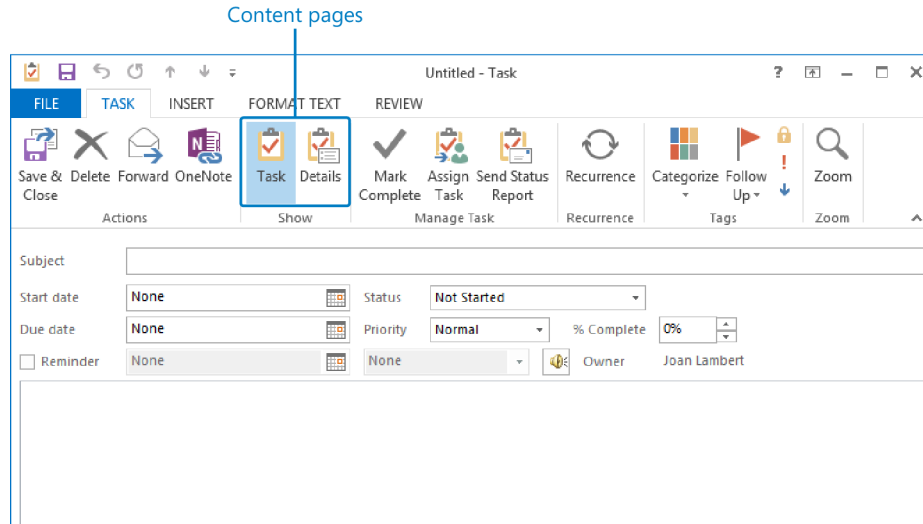 Content pages
Untitled - Task
?
FILE TASK INSERT FORMAT TEXT REVIEW
Save & Close Delete Forward OneNote Task Details Mark Complete Assign Task Send Status Report Recurrence Categorize Follow Up Zoom
Actions Show Manage Task Recurrence Tags Zoom
Subject
Start date None Status Not Started
Due date None Priority Normal % Complete 0%
Reminder None None Owner Joan Lambert